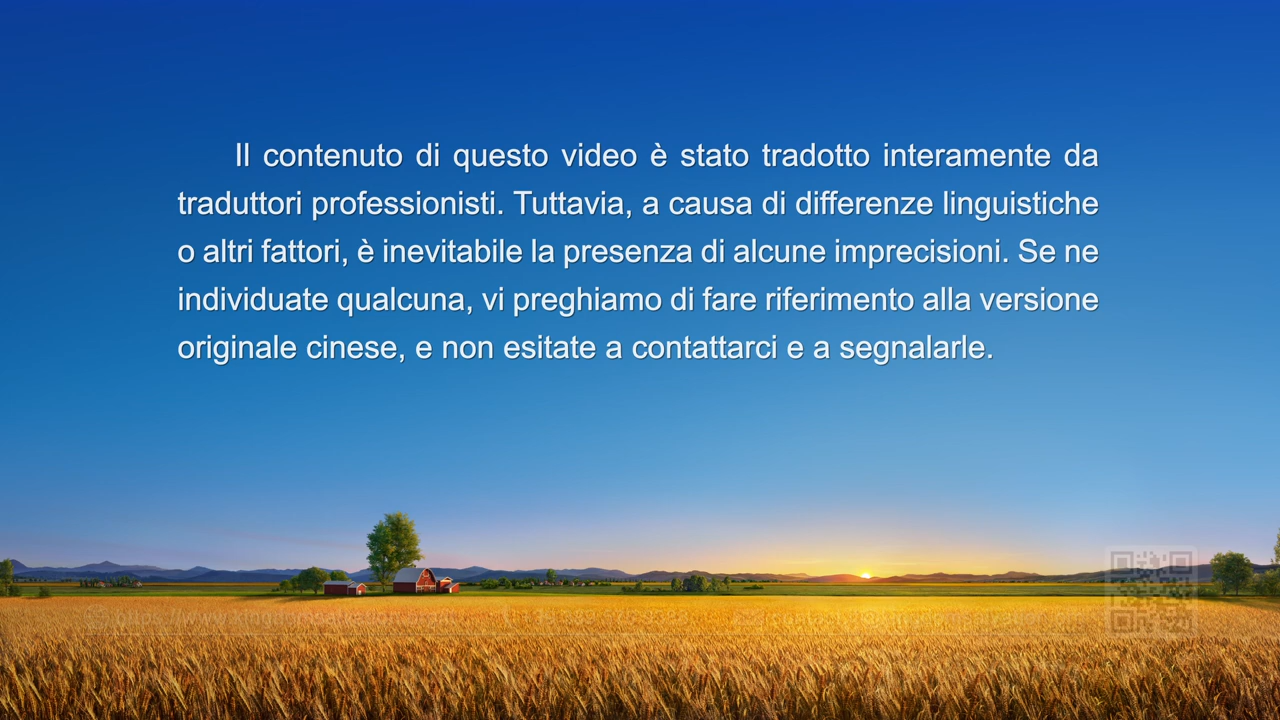 Il contenuto di questo video è stato tradotto interamente da
traduttori professionisti. Tuttavia, a causa di differenze linguistiche
o altri fattori, è inevitabile la presenza di alcune imprecisioni. Se ne
individuate qualcuna, vi preghiamo di fare riferimento alla versione
originale cinese, e non esitate a contattarci e a segnalarle.